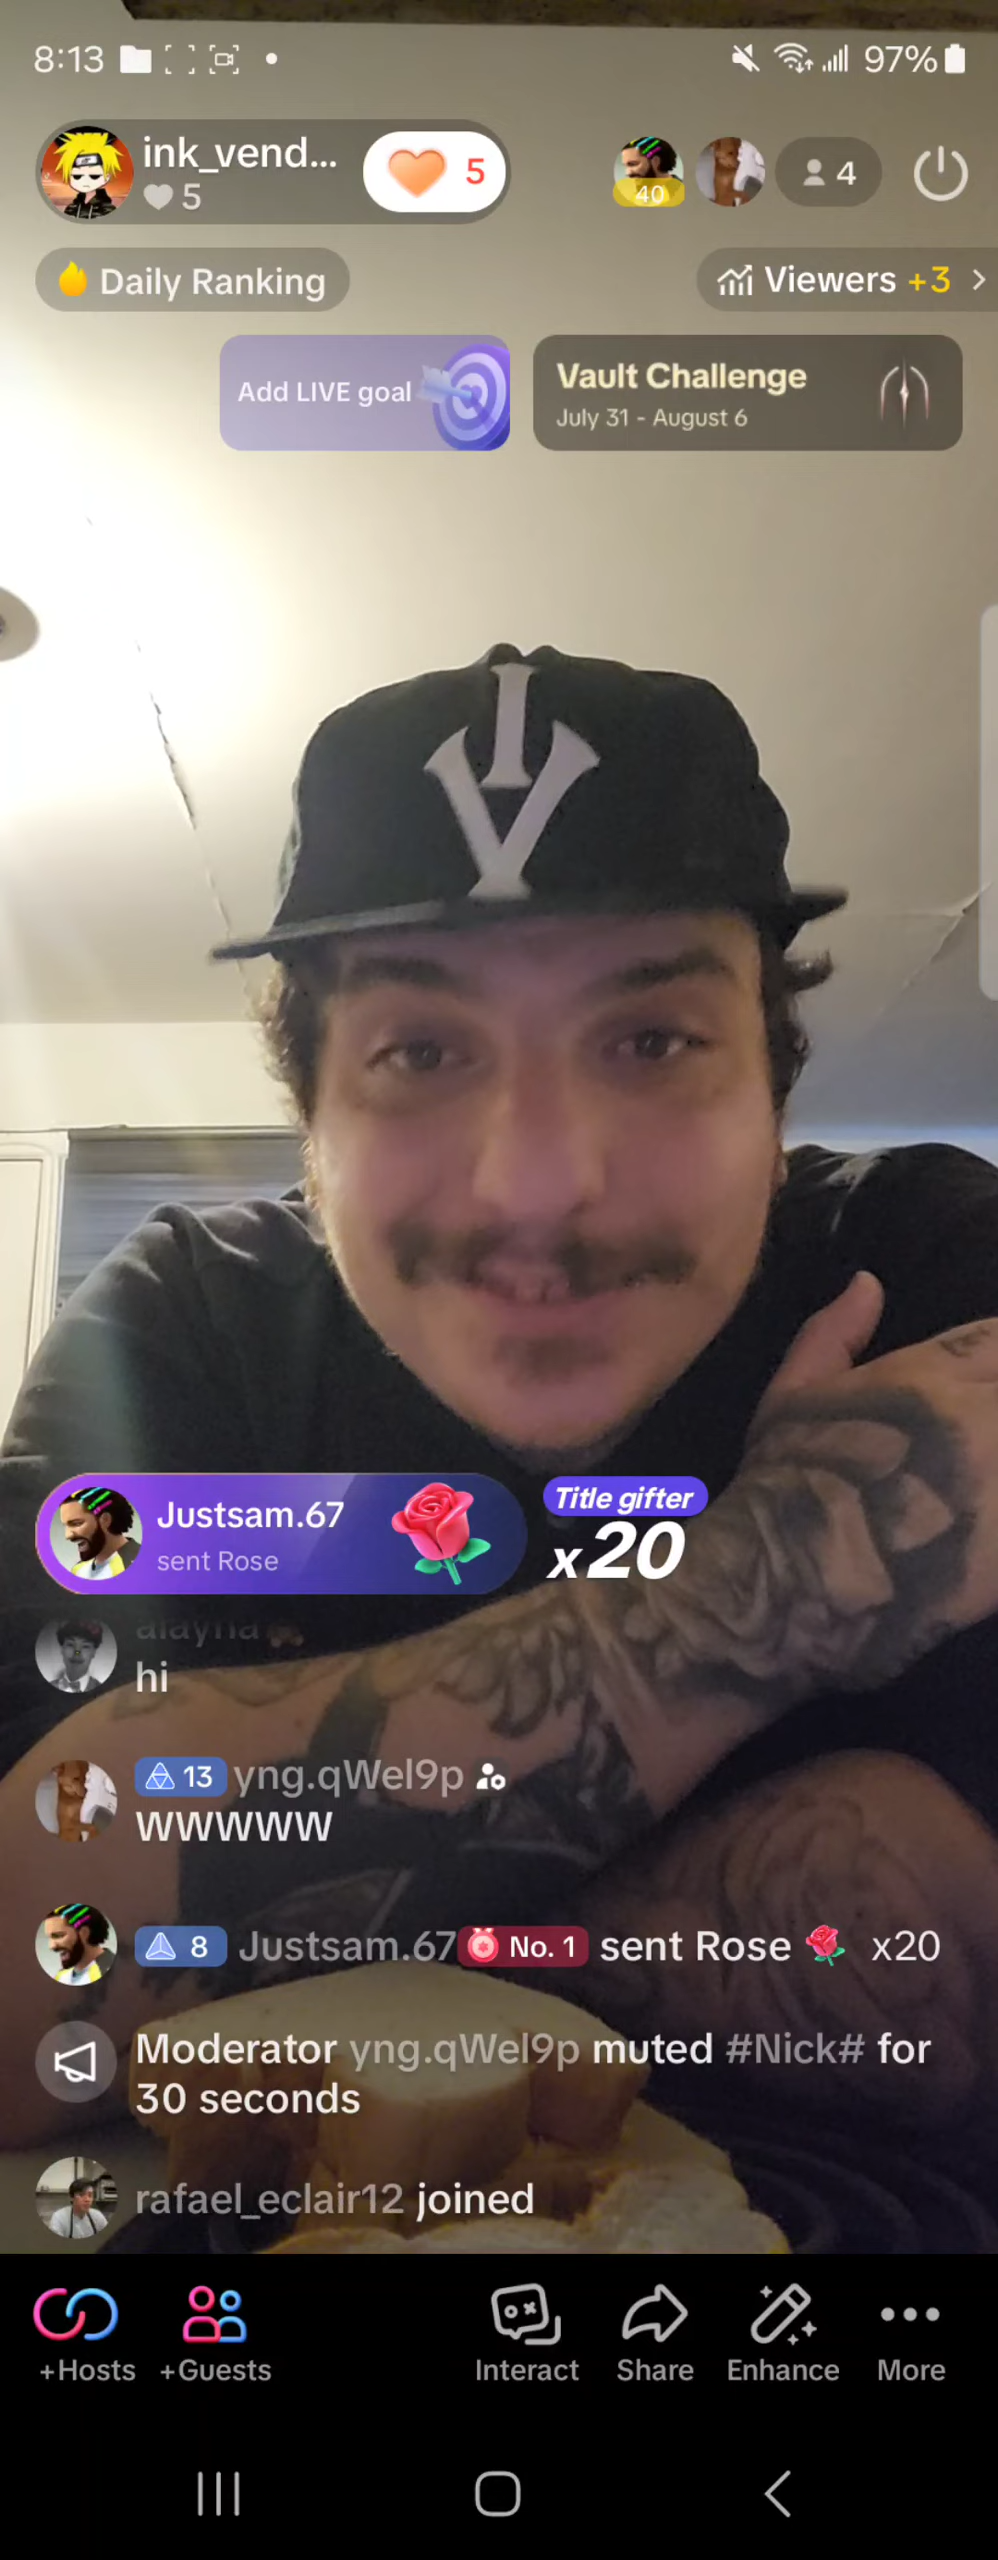 8:13
97%
ink_vend...
5
5
40
4
Daily Ranking
Viewers +3 >
Add LIVE goal
Vault Challenge
July 31 - August 6
IV
Justsam.67
sent Rose
Title gifter
x20
alayna
hi
13 yng.qWel9p
WWWWW
8 Justsam.67 No. 1 sent Rose x20
Moderator yng.qWel9p muted #Nick# for
30 seconds
rafael_eclair12 joined
+Hosts
+Guests
Interact
Share
Enhance
More